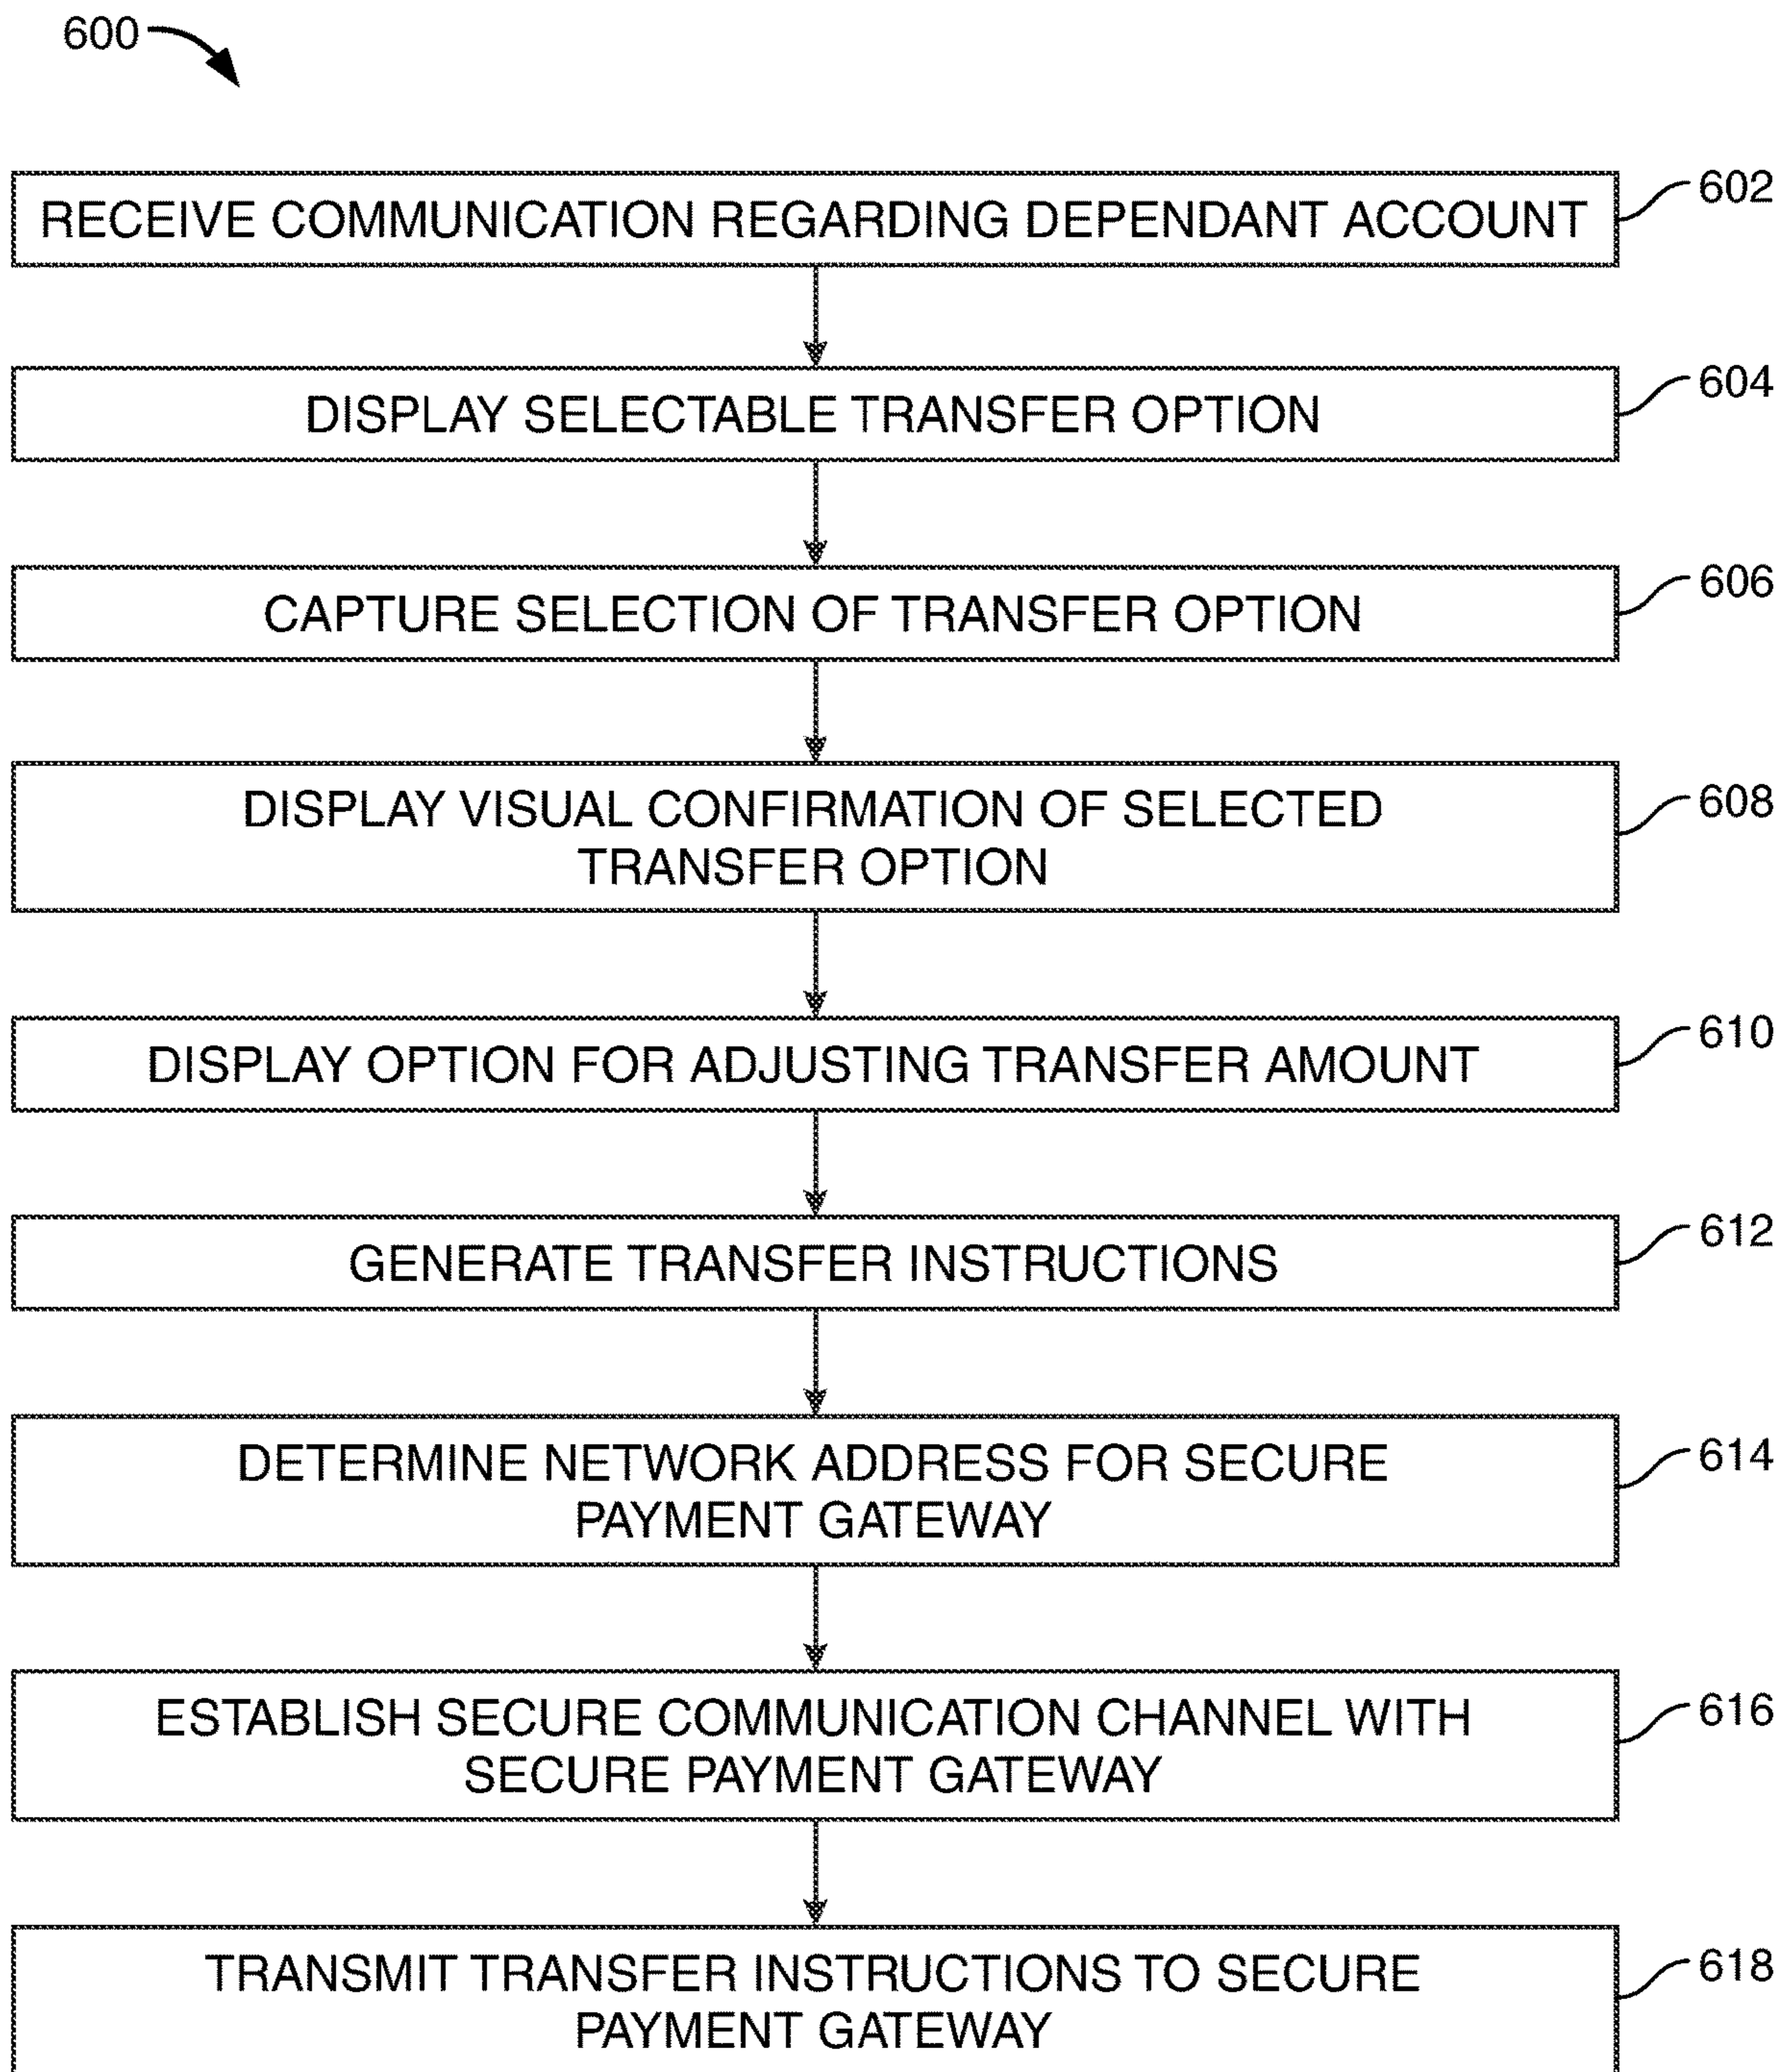 600
RECEIVE COMMUNICATION REGARDING DEPENDANT ACCOUNT
602
DISPLAY SELECTABLE TRANSFER OPTION
604
CAPTURE SELECTION OF TRANSFER OPTION
606
DISPLAY VISUAL CONFIRMATION OF SELECTED
TRANSFER OPTION
608
DISPLAY OPTION FOR ADJUSTING TRANSFER AMOUNT
610
GENERATE TRANSFER INSTRUCTIONS
612
DETERMINE NETWORK ADDRESS FOR SECURE
PAYMENT GATEWAY
614
ESTABLISH SECURE COMMUNICATION CHANNEL WITH
SECURE PAYMENT GATEWAY
616
TRANSMIT TRANSFER INSTRUCTIONS TO SECURE
PAYMENT GATEWAY
618